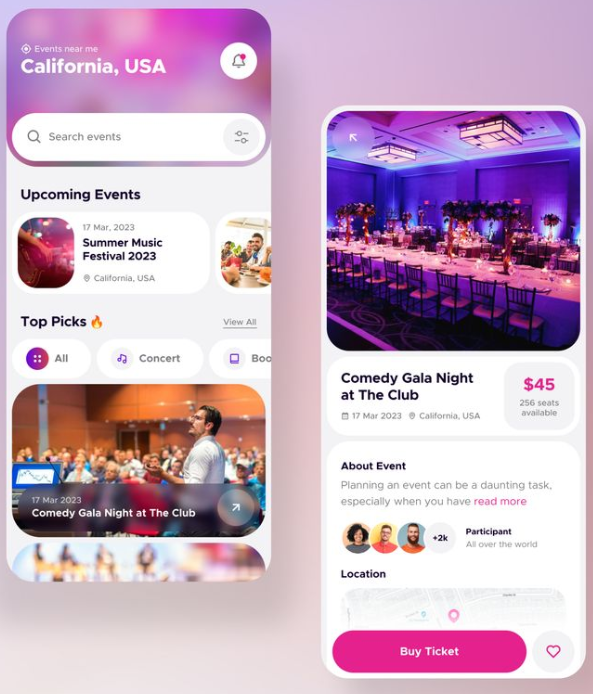 Events near me
California, USA
Search events
Upcoming Events
17 Mar, 2023
Summer Music
Festival 2023
California, USA
Top Picks 🔥
View All
All
Concert
Boo
17 Mar 2023
Comedy Gala Night at The Club
Comedy Gala Night
at The Club
17 Mar 2023
California, USA
$45
256 seats
available
About Event
Planning an event can be a daunting task,
especially when you have read more
+2k
Participant
All over the world
Location
Buy Ticket